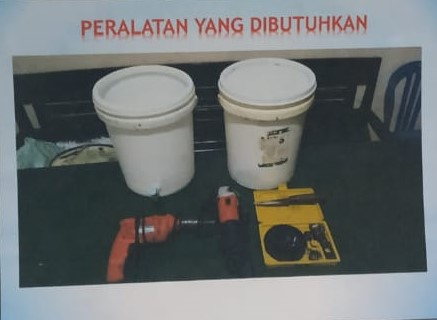 PERALATAN YANG DIBUTUHKAN